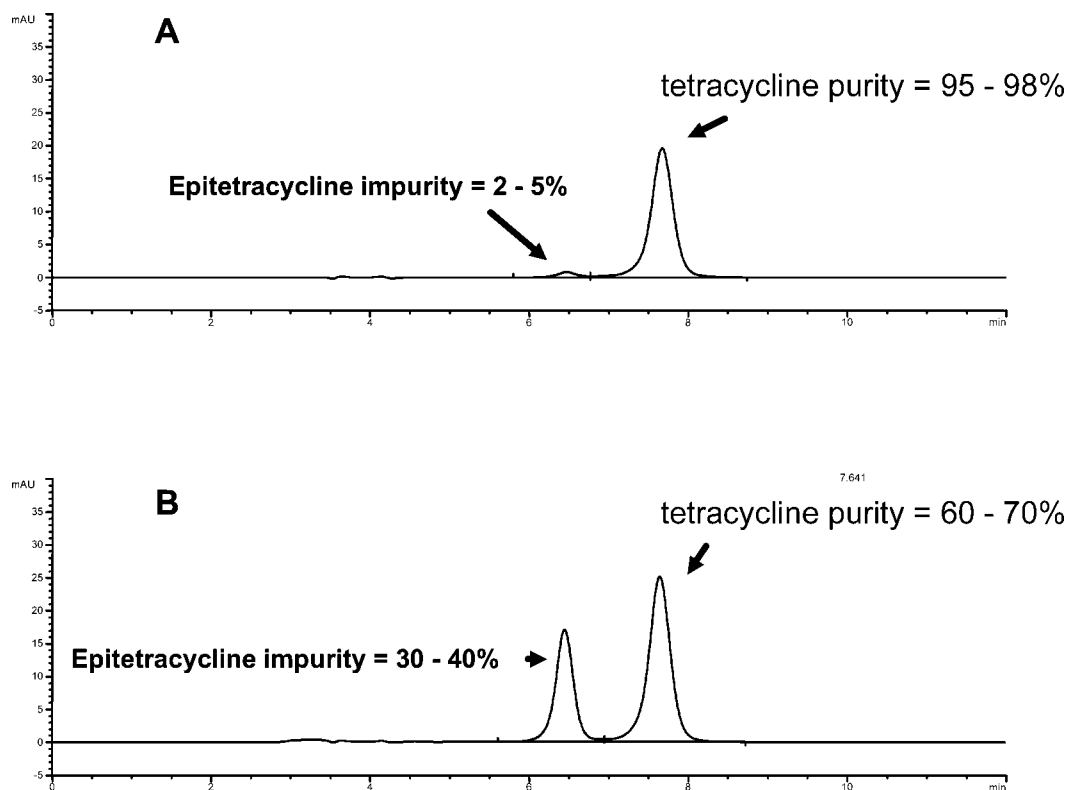 mAU
A
35
30
25
20
15
10
5
0
-5
tetracycline purity = 95 - 98%
Epitetracycline impurity = 2 - 5%
0 2 4 6 8 10 min
mAU
B
7.641
35
30
25
20
15
10
5
0
-5
tetracycline purity = 60 - 70%
Epitetracycline impurity = 30 - 40%
0 2 4 6 8 10 min